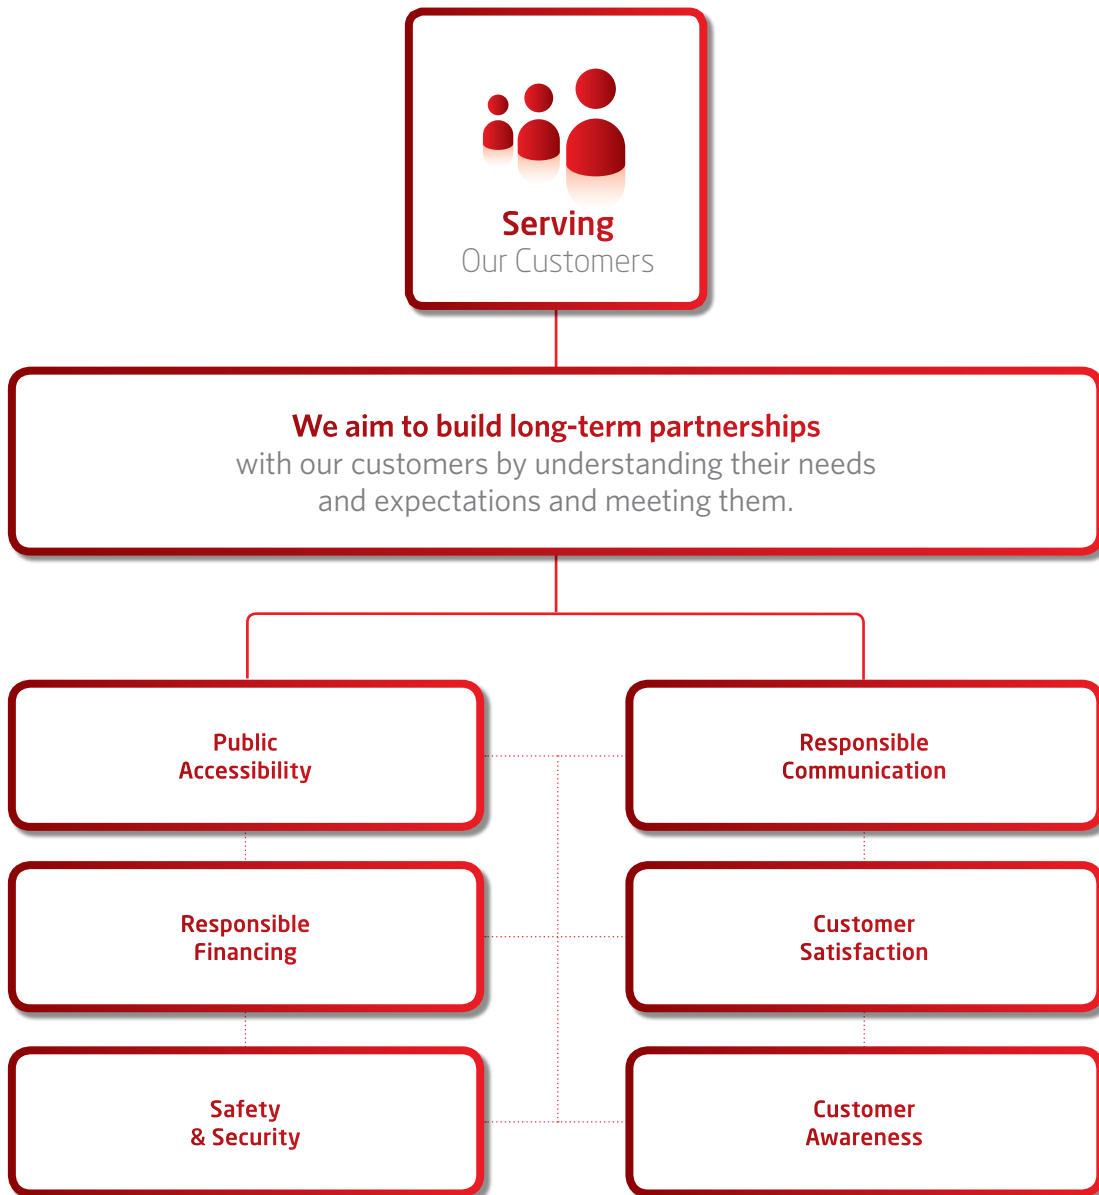 Serving
Our Customers
We aim to build long-term partnerships
with our customers by understanding their needs
and expectations and meeting them.
Public
Accessibility
Responsible
Communication
Responsible
Financing
Customer
Satisfaction
Safety
& Security
Customer
Awareness